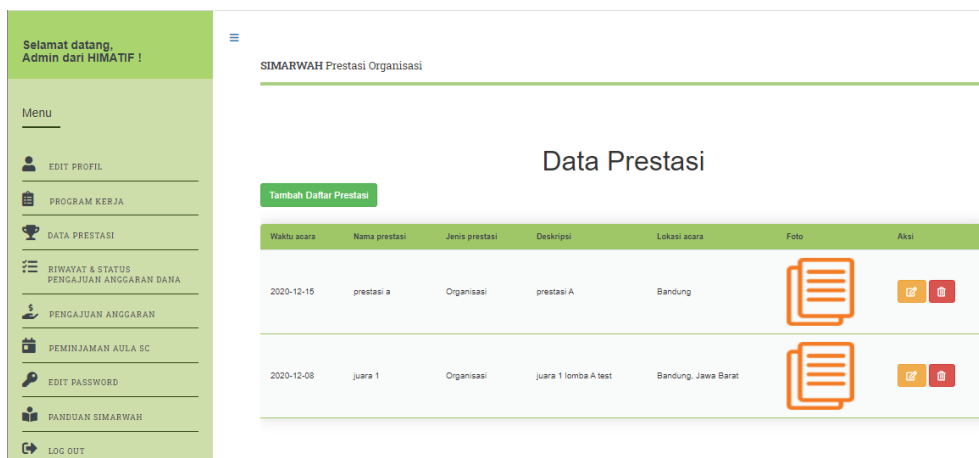 Selamat datang,
Admin dari HIMATIF !
Menu
EDIT PROFIL
PROGRAM KERJA
DATA PRESTASI
RIWAYAT & STATUS
PENGAJUAN ANGGARAN DANA
PENGAJUAN ANGGARAN
PEMINJAMAN AULA SC
EDIT PASSWORD
PANDUAN SIMARWAH
LOG OUT
SIMARWAH Prestasi Organisasi
Data Prestasi
Tambah Daftar Prestasi
Waktu acara Nama prestasi Jenis prestasi Deskripsi Lokasi acara Foto Aksi
2020-12-15 prestasi a Organisasi prestasi A Bandung
2020-12-08 juara 1 Organisasi juara 1 lomba A test Bandung, Jawa Barat